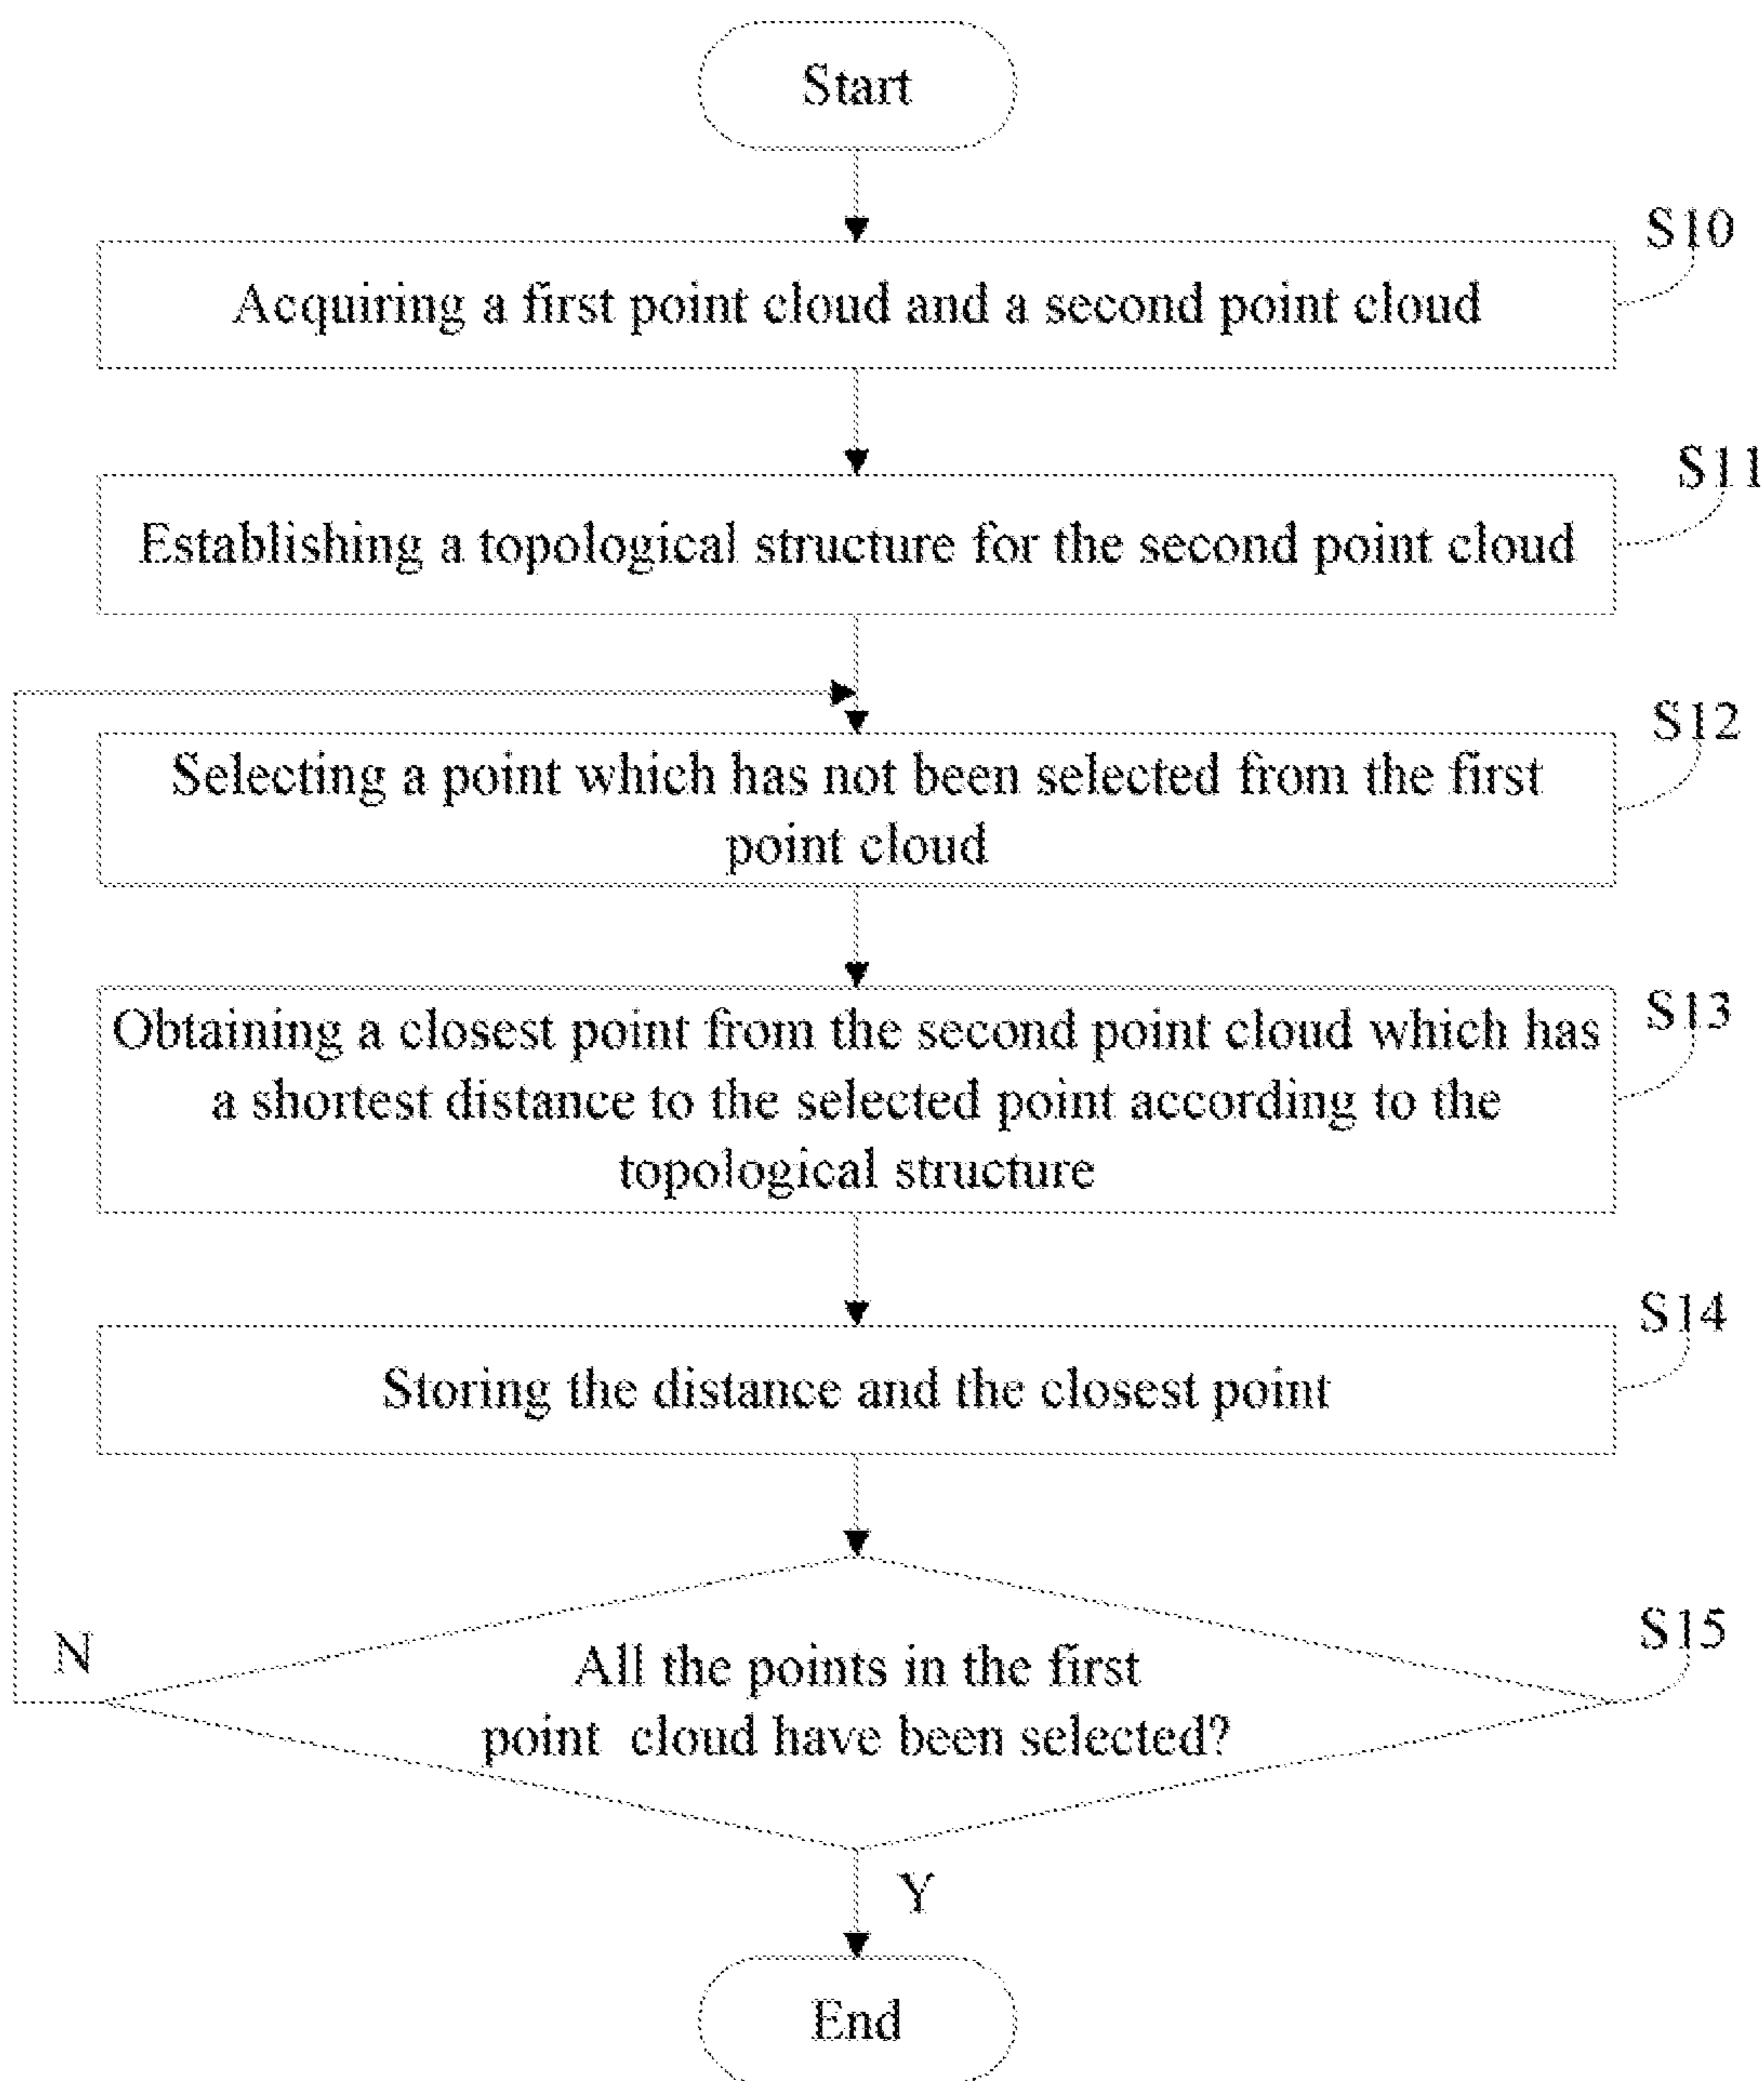 Start
S10
Acquiring a first point cloud and a second point cloud
S11
Establishing a topological structure for the second point cloud
S12
Selecting a point which has not been selected from the first
point cloud
S13
Obtaining a closest point from the second point cloud which has
a shortest distance to the selected point according to the
topological structure
S14
Storing the distance and the closest point
S15
N
All the points in the first
point cloud have been selected?
Y
End